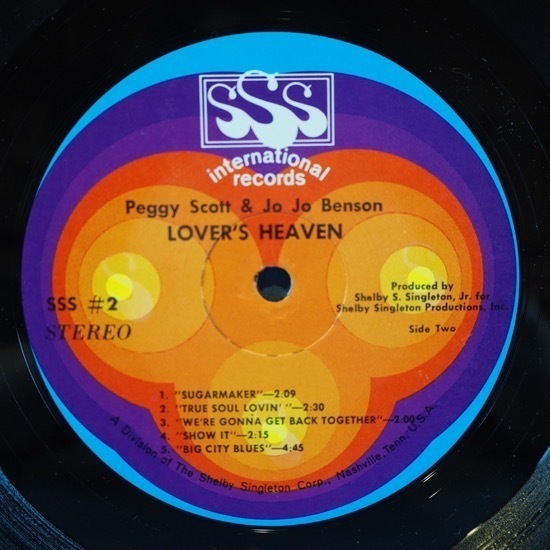 SSS
international
records
Peggy Scott & Jo Jo Benson
LOVER'S HEAVEN
Produced by
Shelby S. Singleton, Jr. for
Shelby Singleton Productions, Inc.
SSS #2
STEREO
Side Two
1. "SUGARMAKER"—2:09
2. "TRUE SOUL LOVIN' "—2:30
3. "WE'RE GONNA GET BACK TOGETHER"—2:00
4. "SHOW IT"—2:15
5. "BIG CITY BLUES"—4:45
A Division of The Shelby Singleton Corp., Nashville, Tenn. U.S.A.